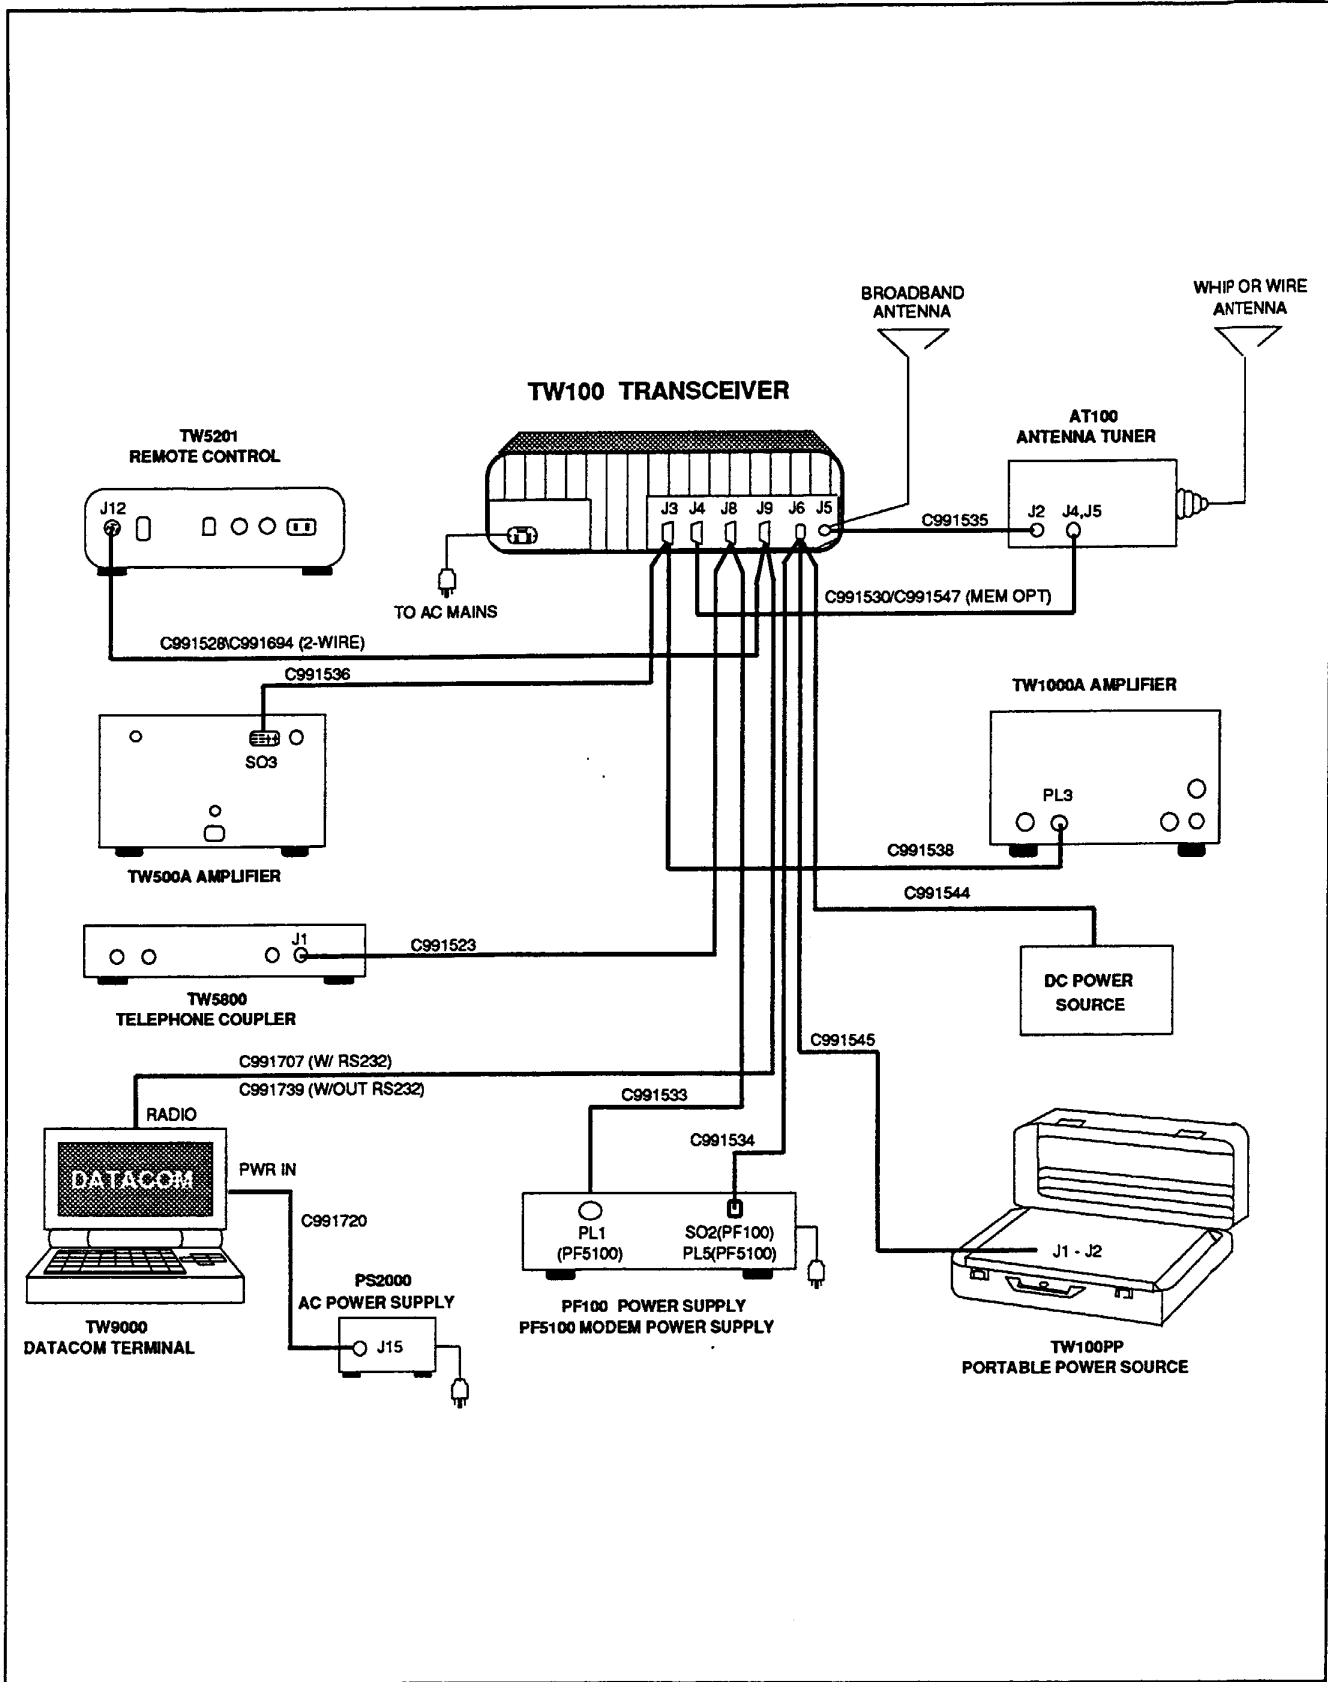 BROADBAND
ANTENNA
WHIP OR WIRE
ANTENNA
TW100 TRANSCEIVER
AT100
ANTENNA TUNER
TW5201
REMOTE CONTROL
J12
J3 J4 J8 J9 J6 J5
C991535
J2 J4,J5
TO AC MAINS
C991530/C991547 (MEM OPT)
C991528\C991694 (2-WIRE)
C991536
TW1000A AMPLIFIER
SO3
PL3
C991538
TW500A AMPLIFIER
C991544
J1
C991523
DC POWER
SOURCE
TW5800
TELEPHONE COUPLER
C991545
C991707 (W/ RS232)
C991739 (W/OUT RS232)
C991533
RADIO
C991534
DATACOM
PWR IN
C991720
PL1
(PF5100)
SO2(PF100)
PL5(PF5100)
J1 - J2
PS2000
AC POWER SUPPLY
J15
PF100 POWER SUPPLY
PF5100 MODEM POWER SUPPLY
TW9000
DATACOM TERMINAL
TW100PP
PORTABLE POWER SOURCE